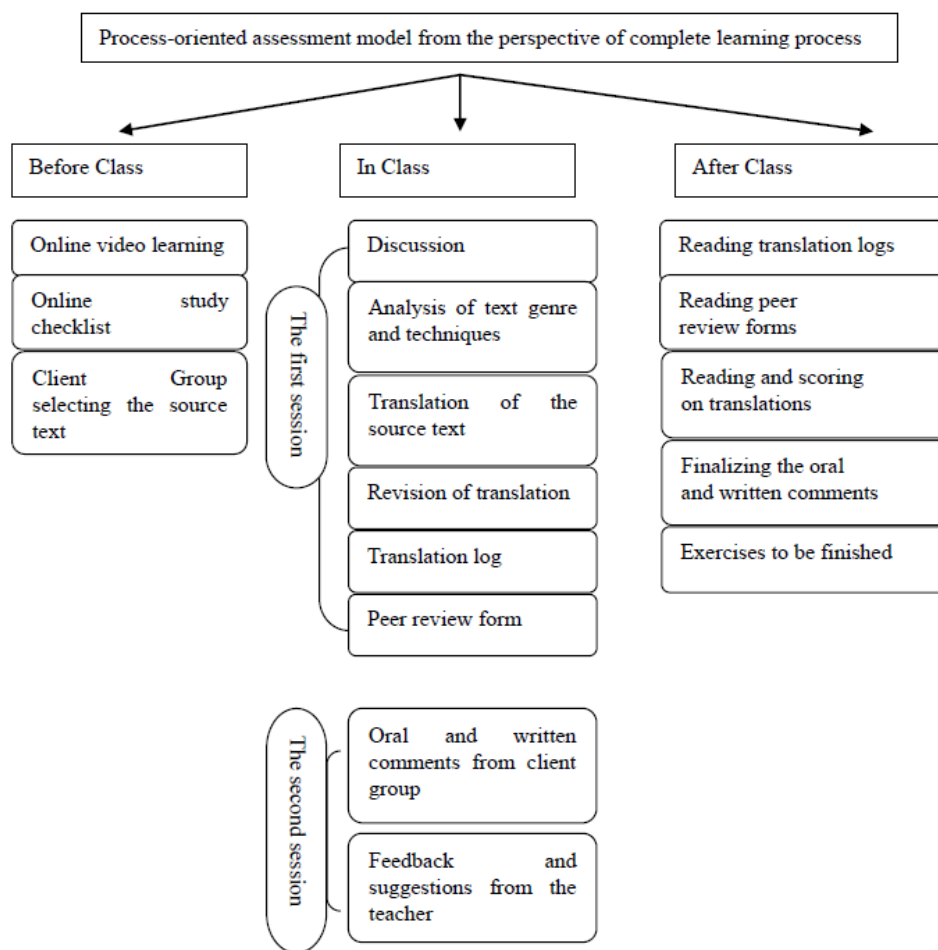 Process-oriented assessment model from the perspective of complete learning process
Before Class
Online video learning
Online study
checklist
Client Group
selecting the source
text
In Class
The first session
Discussion
Analysis of text genre
and techniques
Translation of the
source text
Revision of translation
Translation log
Peer review form
The second session
Oral and written
comments from client
group
Feedback and
suggestions from the
teacher
After Class
Reading translation logs
Reading peer
review forms
Reading and scoring
on translations
Finalizing the oral
and written comments
Exercises to be finished